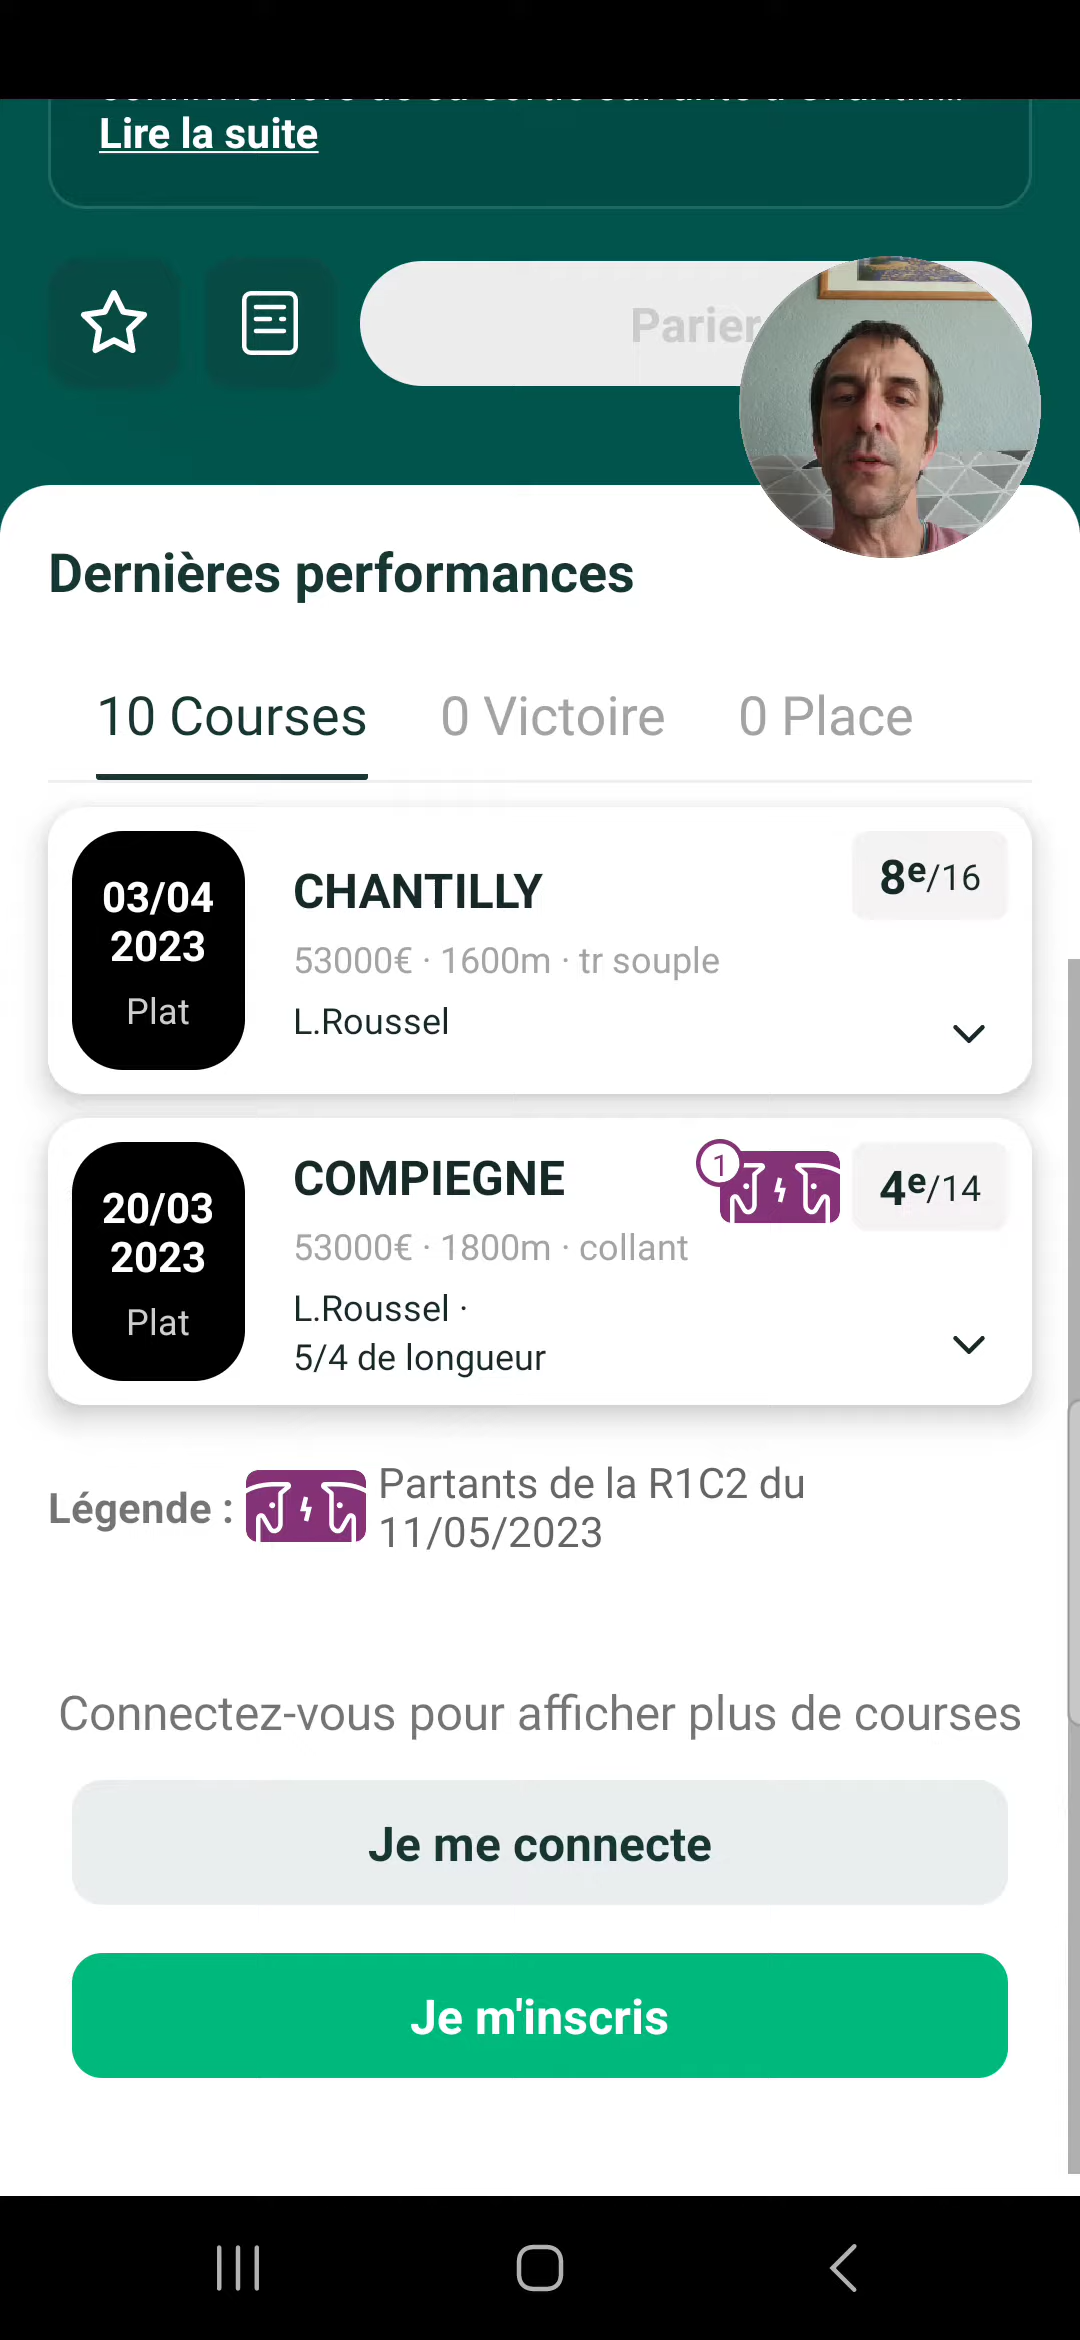 Lire la suite
Parier
Dernières performances
10 Courses 0 Victoire 0 Place
03/04
2023
Plat
CHANTILLY
8e/16
53000€ · 1600m · tr souple
L.Roussel
20/03
2023
Plat
COMPIEGNE
1
4e/14
53000€ · 1800m · collant
L.Roussel ·
5/4 de longueur
Légende :
Partants de la R1C2 du
11/05/2023
Connectez-vous pour afficher plus de courses
Je me connecte
Je m'inscris